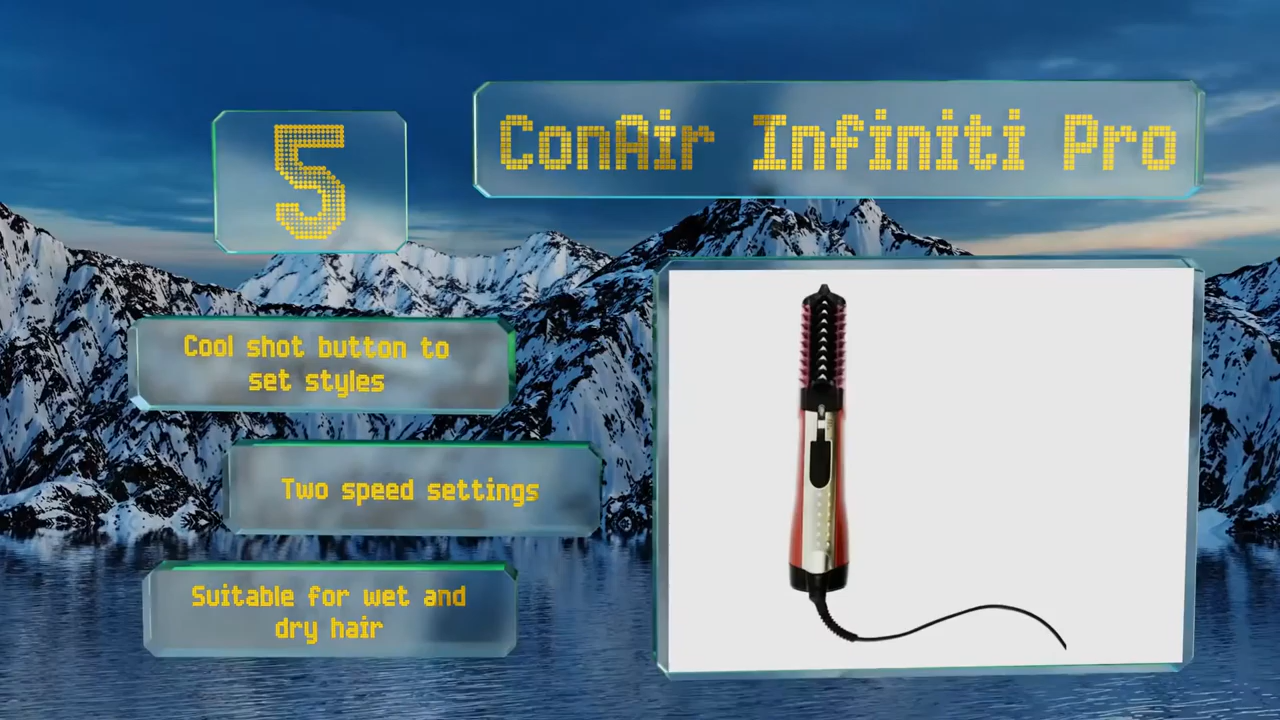 5
ConAir Infiniti Pro
Cool shot button to
set styles
Two speed settings
Suitable for wet and
dry hair